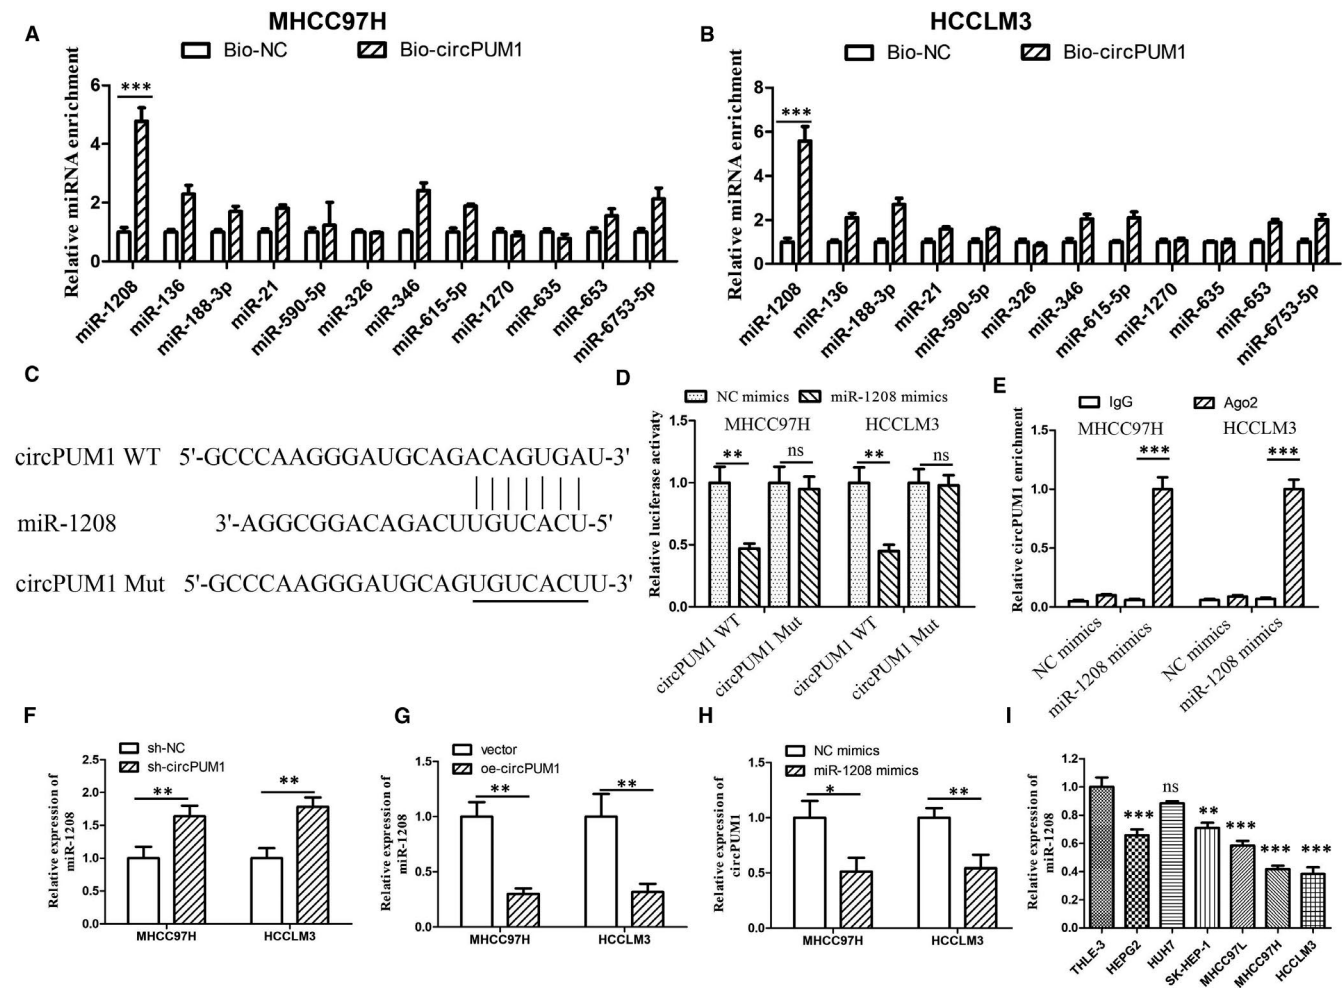 MHCC97H
A
Bio-NC
Bio-circPUM1
Relative miRNA enrichment
6
4
2
0
***
miR-1208
miR-136
miR-188-3p
miR-21
miR-590-5p
miR-326
miR-346
miR-615-5p
miR-1270
miR-635
miR-653
miR-6753-5p
HCCLM3
B
Bio-NC
Bio-circPUM1
Relative miRNA enrichment
8
6
4
2
0
***
miR-1208
miR-136
miR-188-3p
miR-21
miR-590-5p
miR-326
miR-346
miR-615-5p
miR-1270
miR-635
miR-653
miR-6753-5p
C
circPUM1 WT 5'-GCCCAAGGGAUGCAGACAGUGAU-3'
miR-1208 3'-AGGCGGACAGACUUGUCACU-5'
circPUM1 Mut 5'-GCCCAAGGGAUGCAGUGUCACUU-3'
D
NC mimics
miR-1208 mimics
MHCC97H
HCCLM3
Relative luciferase activaty
1.5
1.0
0.5
0.0
**
ns
**
ns
circPUM1 WT
circPUM1 Mut
circPUM1 WT
circPUM1 Mut
E
IgG
Ago2
MHCC97H
HCCLM3
Relative circPUM1 enrichment
1.5
1.0
0.5
0.0
***
***
NC mimics
miR-1208 mimics
NC mimics
miR-1208 mimics
F
sh-NC
sh-circPUM1
Relative expression of
miR-1208
2.5
2.0
1.5
1.0
0.5
0.0
**
**
MHCC97H
HCCLM3
G
vector
oe-circPUM1
Relative expression of
miR-1208
1.5
1.0
0.5
0.0
**
**
MHCC97H
HCCLM3
H
NC mimics
miR-1208 mimics
Relative expression of
circPUM1
1.5
1.0
0.5
0.0
*
**
MHCC97H
HCCLM3
I
Relative expression of
miR-1208
1.2
1.0
0.8
0.6
0.4
0.2
0.0
***
ns
**
***
***
***
THLE-3
HEPG2
HUH7
SK-HEP-1
MHCC97L
MHCC97H
HCCLM3